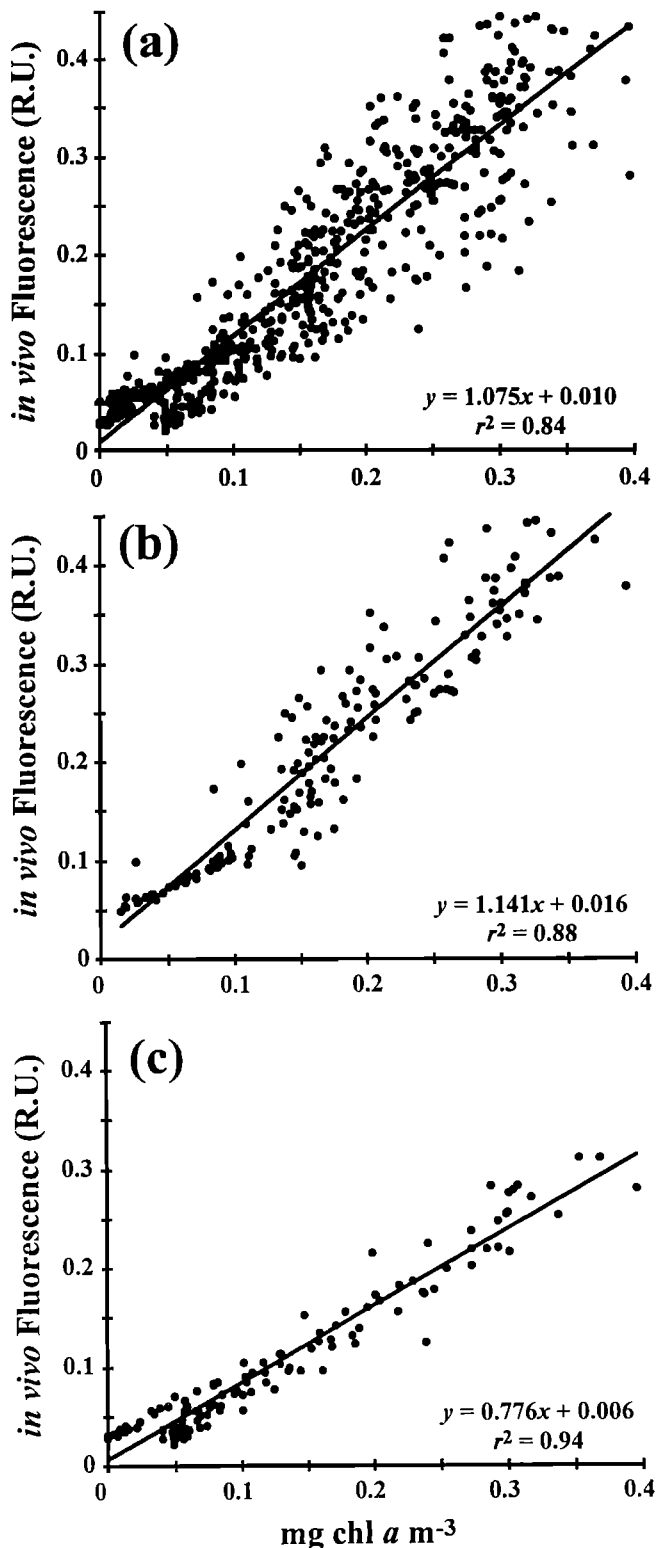 (a)
in vivo Fluorescence (R.U.)
0.4
0.3
0.2
0.1
0
y = 1.075x + 0.010
r² = 0.84
0 0.1 0.2 0.3 0.4
(b)
in vivo Fluorescence (R.U.)
0.4
0.3
0.2
0.1
0
y = 1.141x + 0.016
r² = 0.88
0 0.1 0.2 0.3 0.4
(c)
in vivo Fluorescence (R.U.)
0.4
0.3
0.2
0.1
0
y = 0.776x + 0.006
r² = 0.94
0 0.1 0.2 0.3 0.4
mg chl a m⁻³